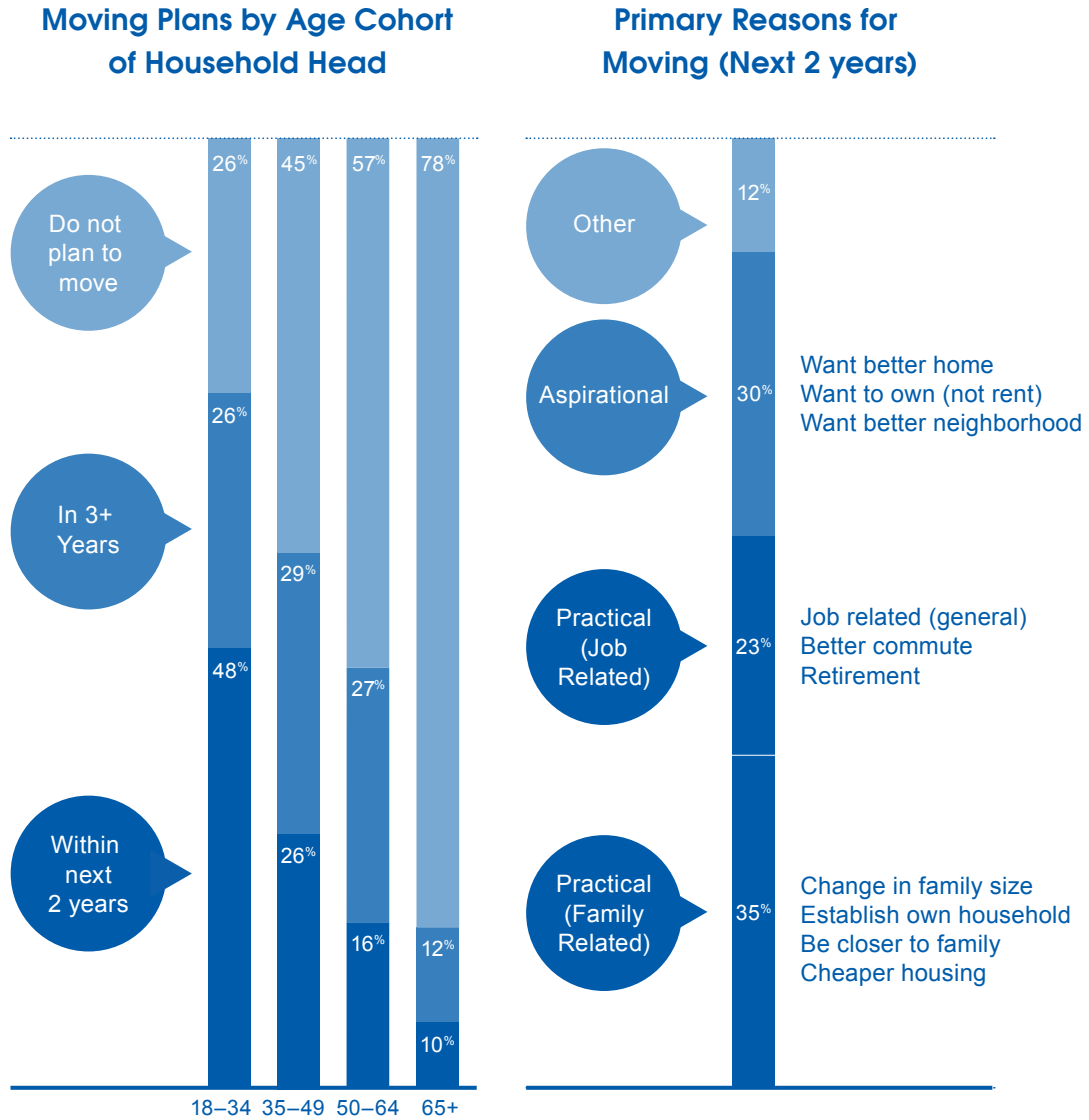 Moving Plans by Age Cohort
of Household Head
26% 45% 57% 78%
Do not
plan to
move
26%
In 3+
Years
29%
48%
27%
Within
next
2 years
26%
16%
12%
10%
18–34 35–49 50–64 65+
Primary Reasons for
Moving (Next 2 years)
12%
Other
Aspirational
30%
Want better home
Want to own (not rent)
Want better neighborhood
Practical
(Job
Related)
23%
Job related (general)
Better commute
Retirement
Practical
(Family
Related)
35%
Change in family size
Establish own household
Be closer to family
Cheaper housing